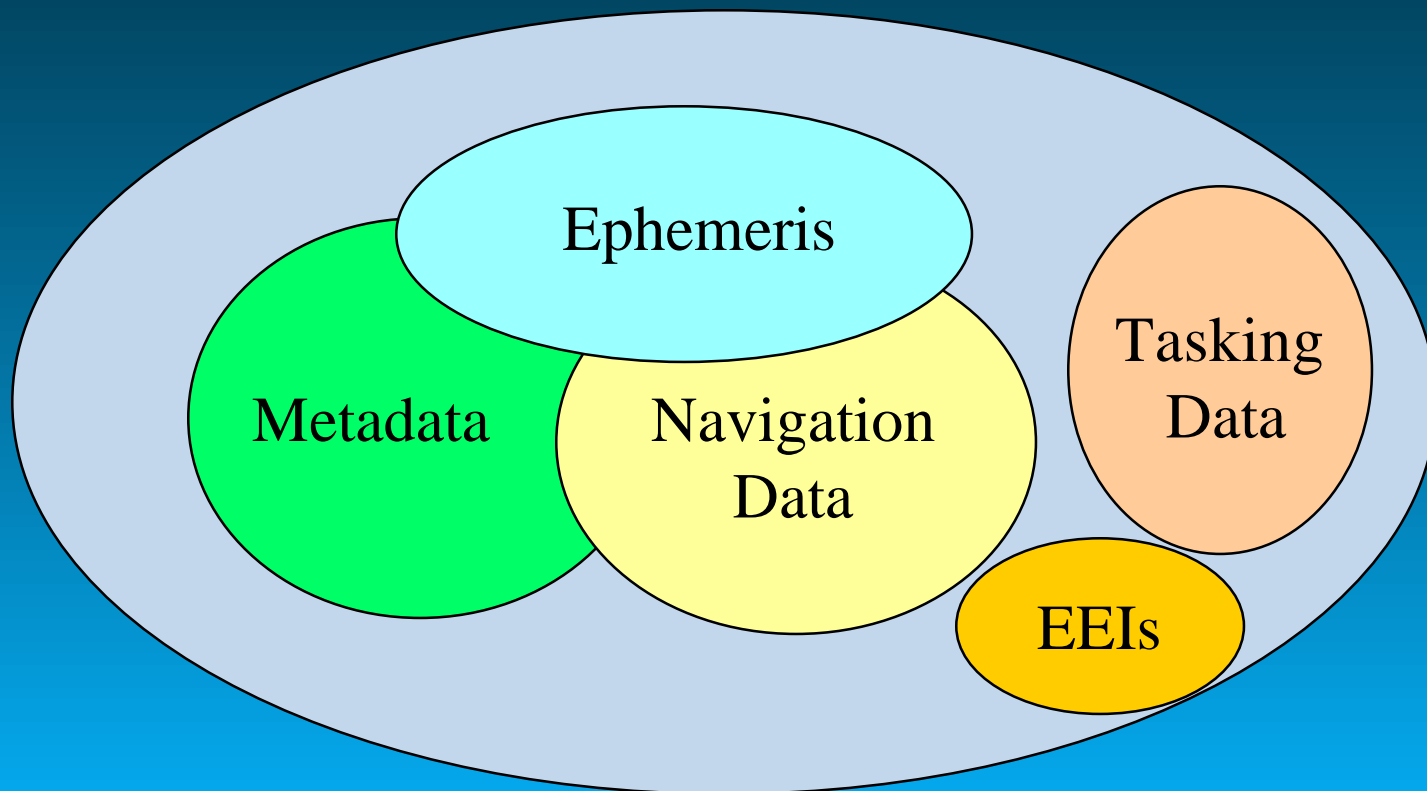 Ephemeris
Metadata
Navigation
Data
Tasking
Data
EEIs